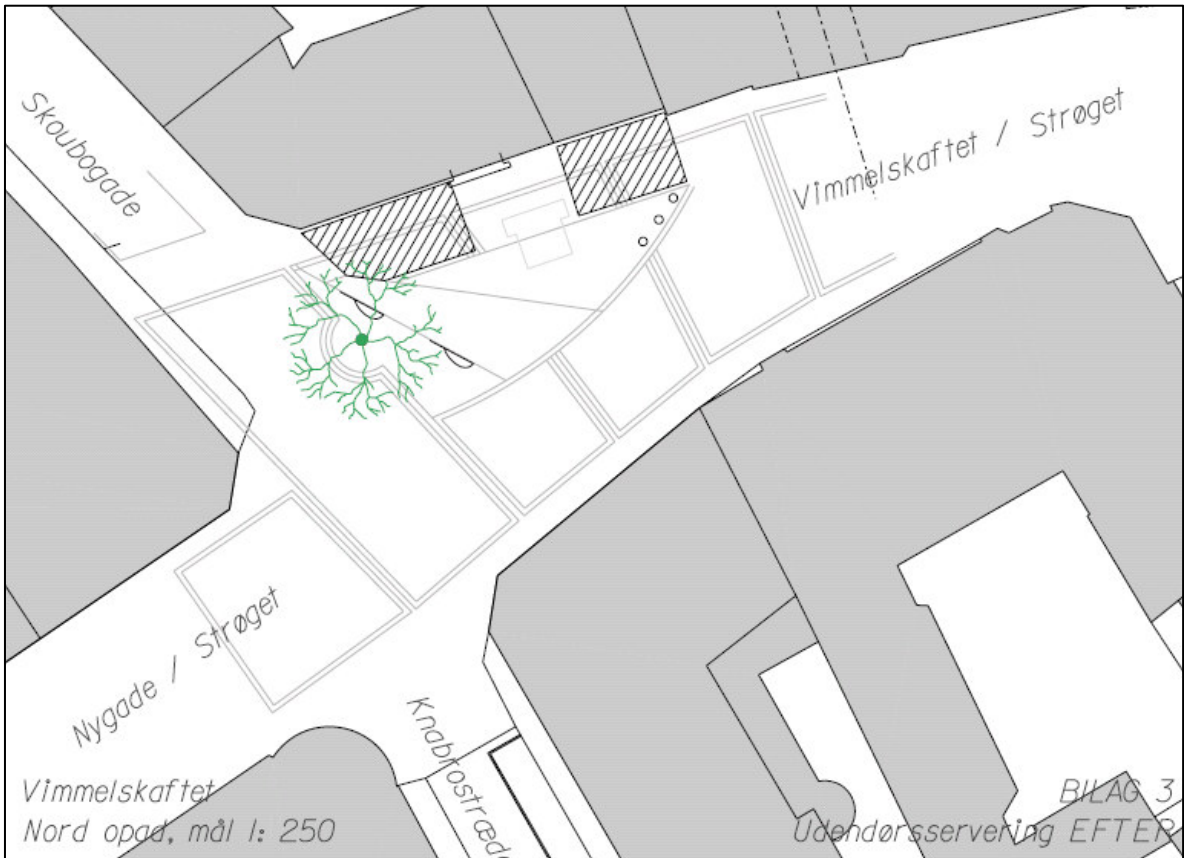 Skoubogade
Vimmelskaftet / Strøget
Nygade / Strøget
Knabrostræde
Vimmelskaftet
Nord opad, mål 1: 250
BILAG 3
Udendørsservering EFTER